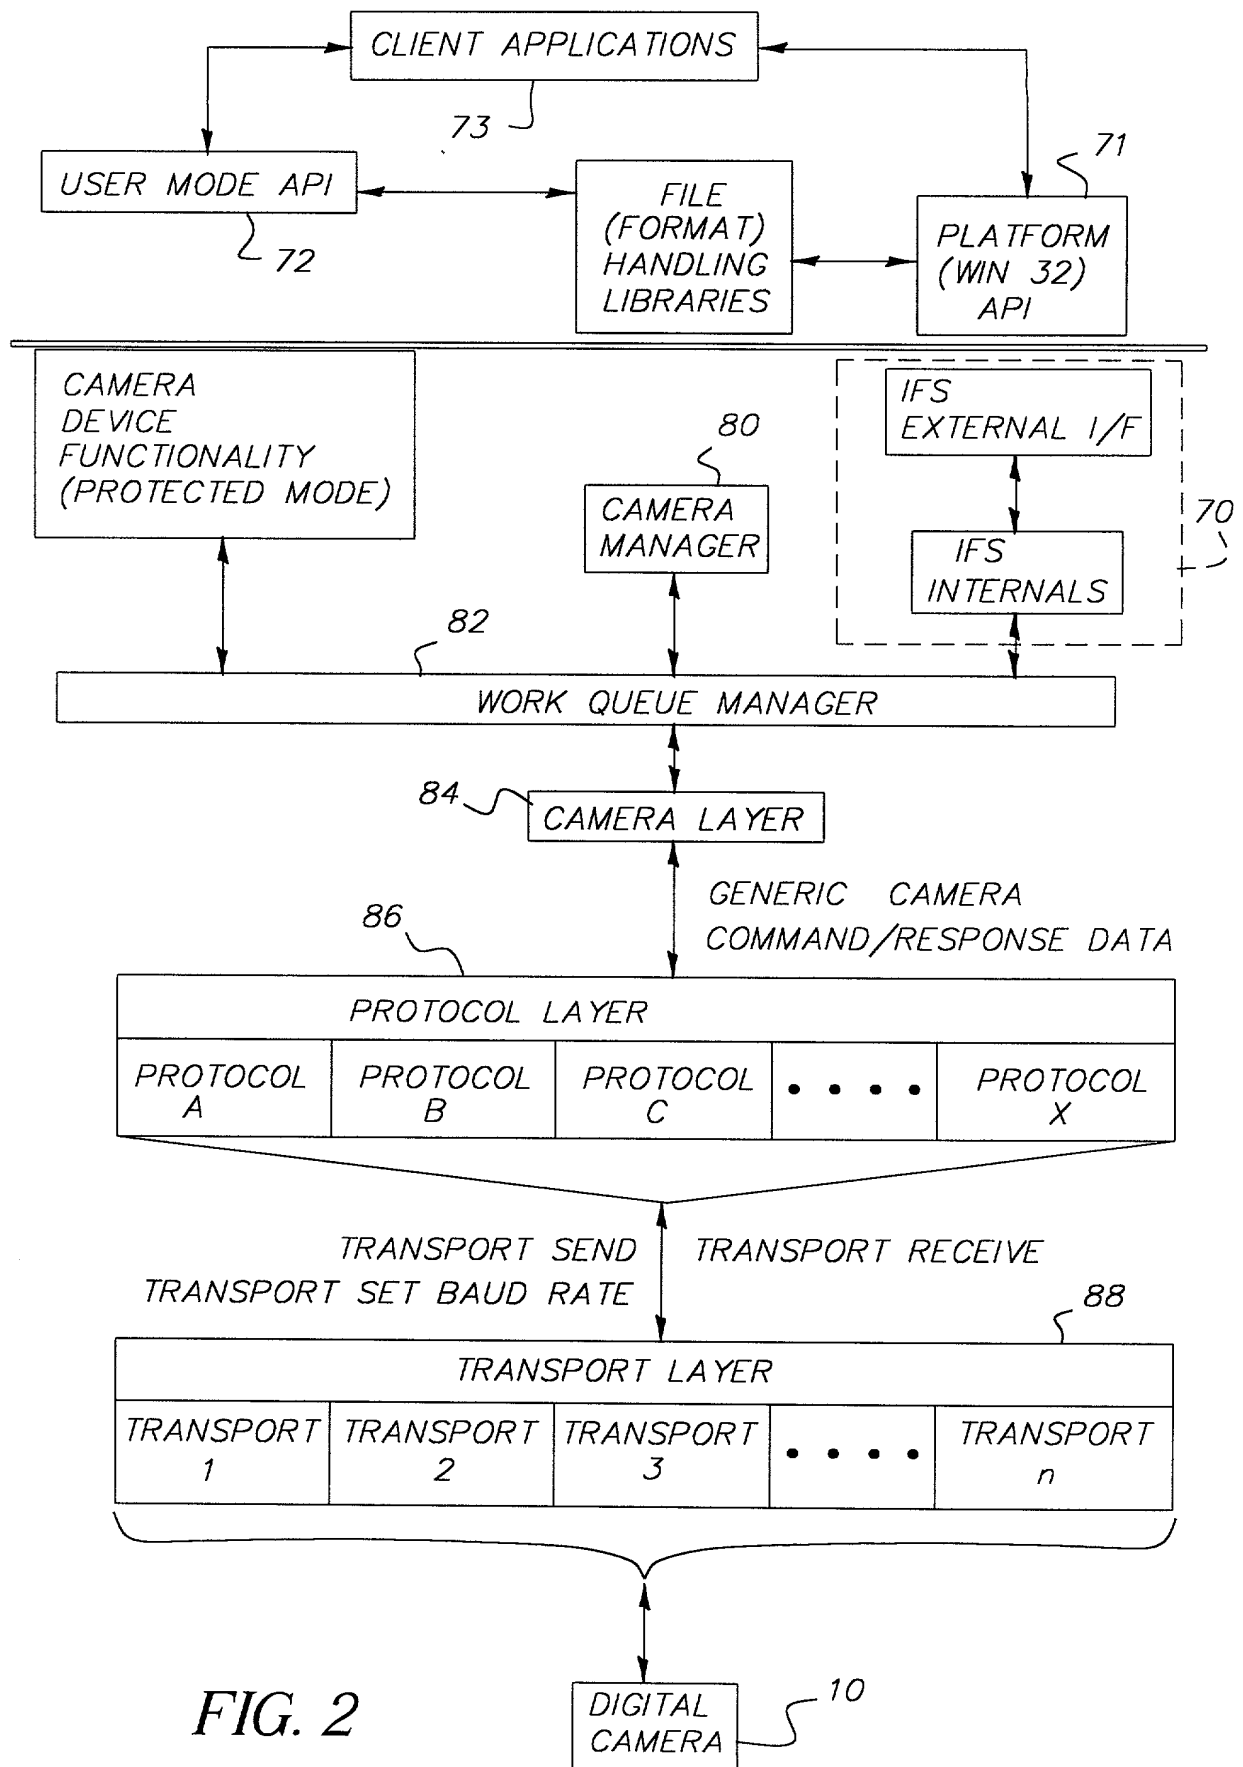 CLIENT APPLICATIONS
73
71
USER MODE API
72
FILE
(FORMAT)
HANDLING
LIBRARIES
PLATFORM
(WIN 32)
API
CAMERA
DEVICE
FUNCTIONALITY
(PROTECTED MODE)
80
CAMERA
MANAGER
IFS
EXTERNAL I/F
70
IFS
INTERNALS
82
WORK QUEUE MANAGER
84
CAMERA LAYER
GENERIC CAMERA
COMMAND/RESPONSE DATA
86
PROTOCOL LAYER
PROTOCOL
A
PROTOCOL
B
PROTOCOL
C
• • • •
PROTOCOL
X
TRANSPORT SEND
TRANSPORT SET BAUD RATE
TRANSPORT RECEIVE
88
TRANSPORT LAYER
TRANSPORT
1
TRANSPORT
2
TRANSPORT
3
• • • •
TRANSPORT
n
10
DIGITAL
CAMERA
FIG. 2